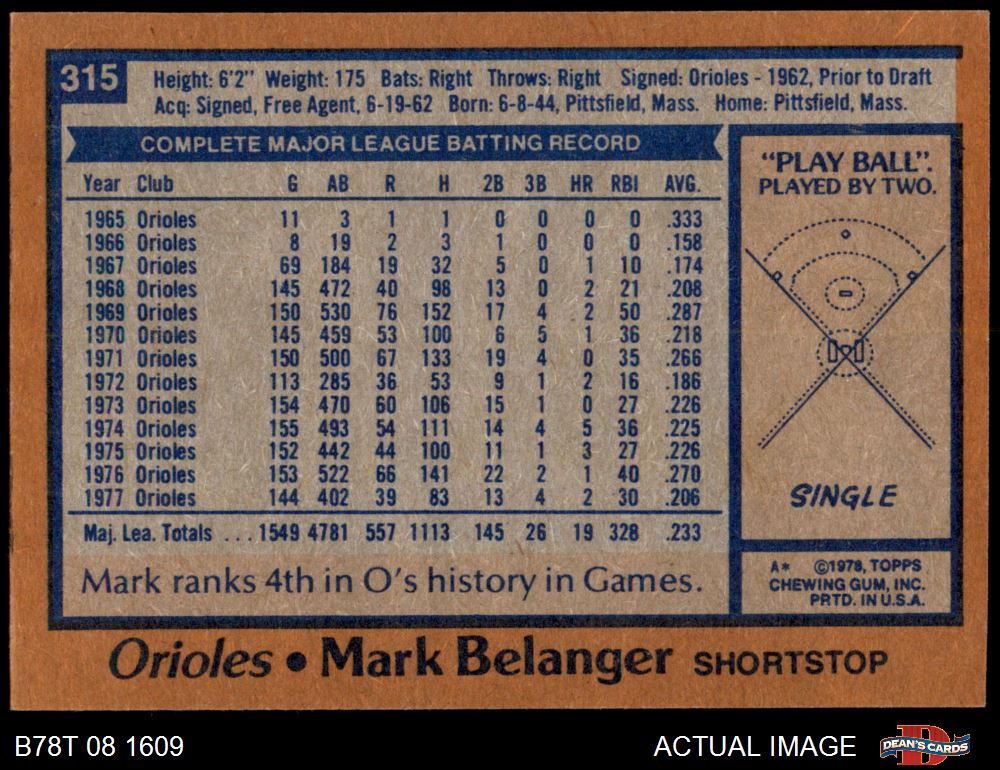 315
Height: 6'2" Weight: 175 Bats: Right Throws: Right Signed: Orioles - 1962, Prior to Draft
Acq: Signed, Free Agent, 6-19-62 Born: 6-8-44, Pittsfield, Mass. Home: Pittsfield, Mass.
COMPLETE MAJOR LEAGUE BATTING RECORD
Year Club G AB R H 2B 3B HR RBI AVG.
1965 Orioles 11 3 1 1 0 0 0 0 .333
1966 Orioles 8 19 2 3 1 0 0 0 .158
1967 Orioles 69 184 19 32 5 0 1 10 .174
1968 Orioles 145 472 40 98 13 0 2 21 .208
1969 Orioles 150 530 76 152 17 4 2 50 .287
1970 Orioles 145 459 53 100 6 5 1 36 .218
1971 Orioles 150 500 67 133 19 4 0 35 .266
1972 Orioles 113 285 36 53 9 1 2 16 .186
1973 Orioles 154 470 60 106 15 1 0 27 .226
1974 Orioles 155 493 54 111 14 4 5 36 .225
1975 Orioles 152 442 44 100 11 1 3 27 .226
1976 Orioles 153 522 66 141 22 2 1 40 .270
1977 Orioles 144 402 39 83 13 4 2 30 .206
Maj. Lea. Totals ... 1549 4781 557 1113 145 26 19 328 .233
Mark ranks 4th in O's history in Games.
"PLAY BALL".
PLAYED BY TWO.
SINGLE
A* ©1978, TOPPS
CHEWING GUM, INC.
PRTD. IN U.S.A.
Orioles • Mark Belanger SHORTSTOP
B78T 08 1609
ACTUAL IMAGE
D
DEAN'S CARDS